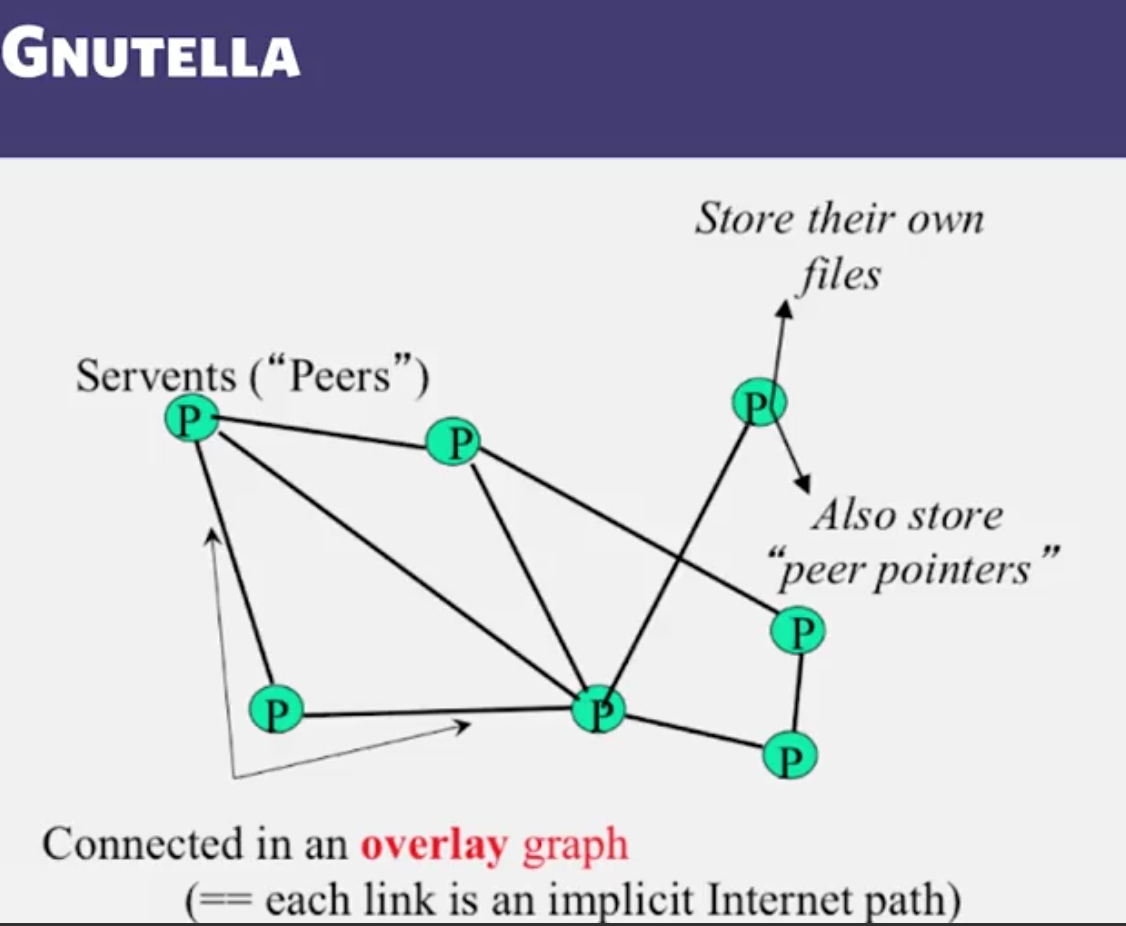 GNUTELLA
Store their own
files
Servents (“Peers”)
P
P
P
Also store
“peer pointers”
P
P
P
P
Connected in an overlay graph
(== each link is an implicit Internet path)